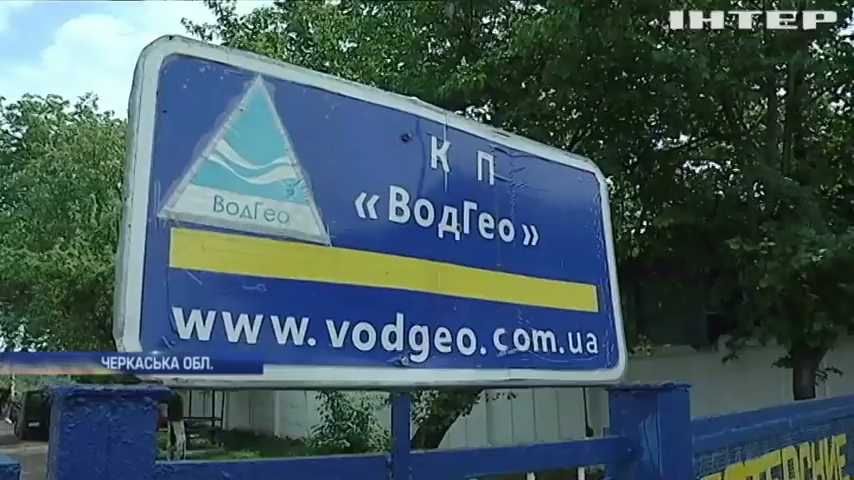 ІНТЕР
К П
«ВодГео»
ВодГео
www.vodgeo.com.ua
ЧЕРКАСЬКА ОБЛ.